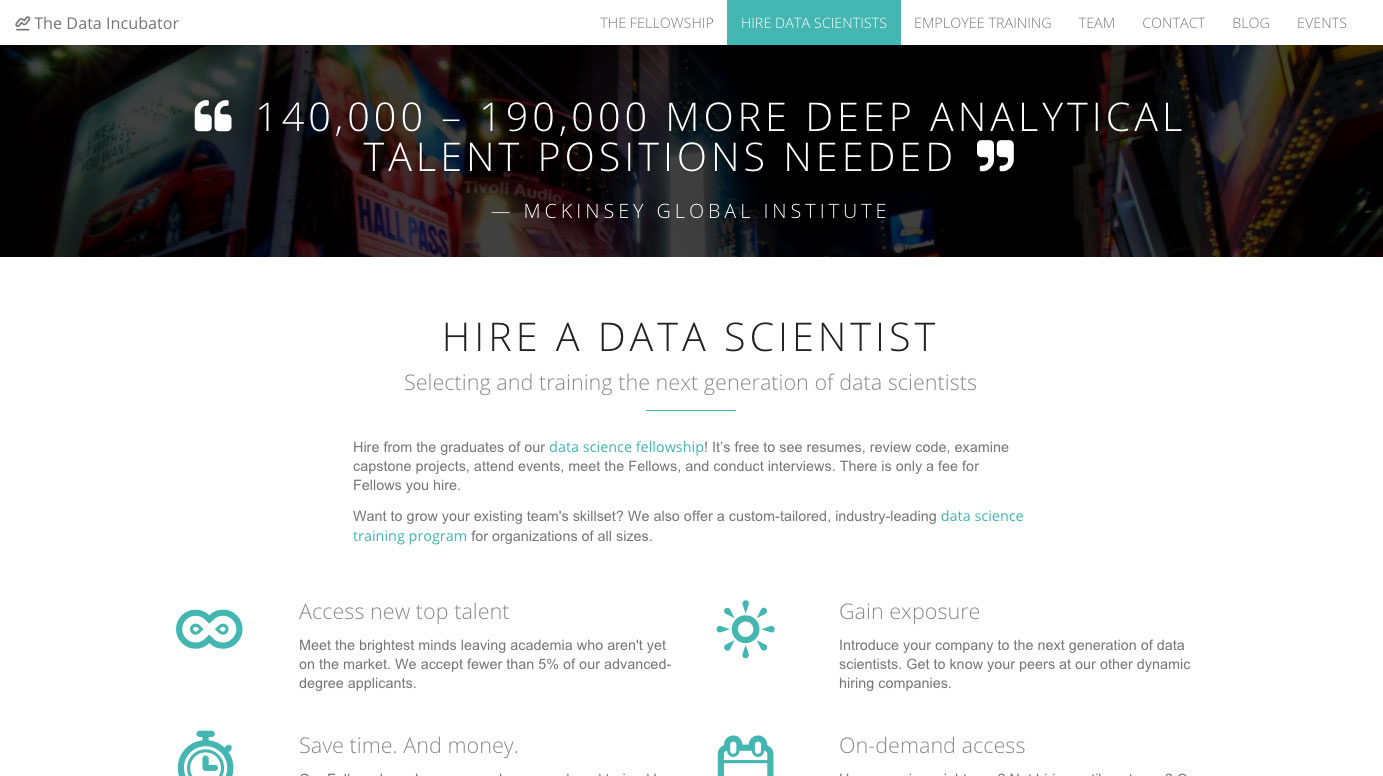 The Data Incubator
THE FELLOWSHIP
HIRE DATA SCIENTISTS
EMPLOYEE TRAINING
TEAM
CONTACT
BLOG
EVENTS
❝ 140,000 – 190,000 MORE DEEP ANALYTICAL
TALENT POSITIONS NEEDED ❞
— MCKINSEY GLOBAL INSTITUTE
Tivoli Audio
HALL PASS
HIRE A DATA SCIENTIST
Selecting and training the next generation of data scientists
Hire from the graduates of our data science fellowship! It's free to see resumes, review code, examine
capstone projects, attend events, meet the Fellows, and conduct interviews. There is only a fee for
Fellows you hire.
Want to grow your existing team's skillset? We also offer a custom-tailored, industry-leading data science
training program for organizations of all sizes.
Access new top talent
Meet the brightest minds leaving academia who aren't yet
on the market. We accept fewer than 5% of our advanced-
degree applicants.
Gain exposure
Introduce your company to the next generation of data
scientists. Get to know your peers at our other dynamic
hiring companies.
Save time. And money.
On-demand access